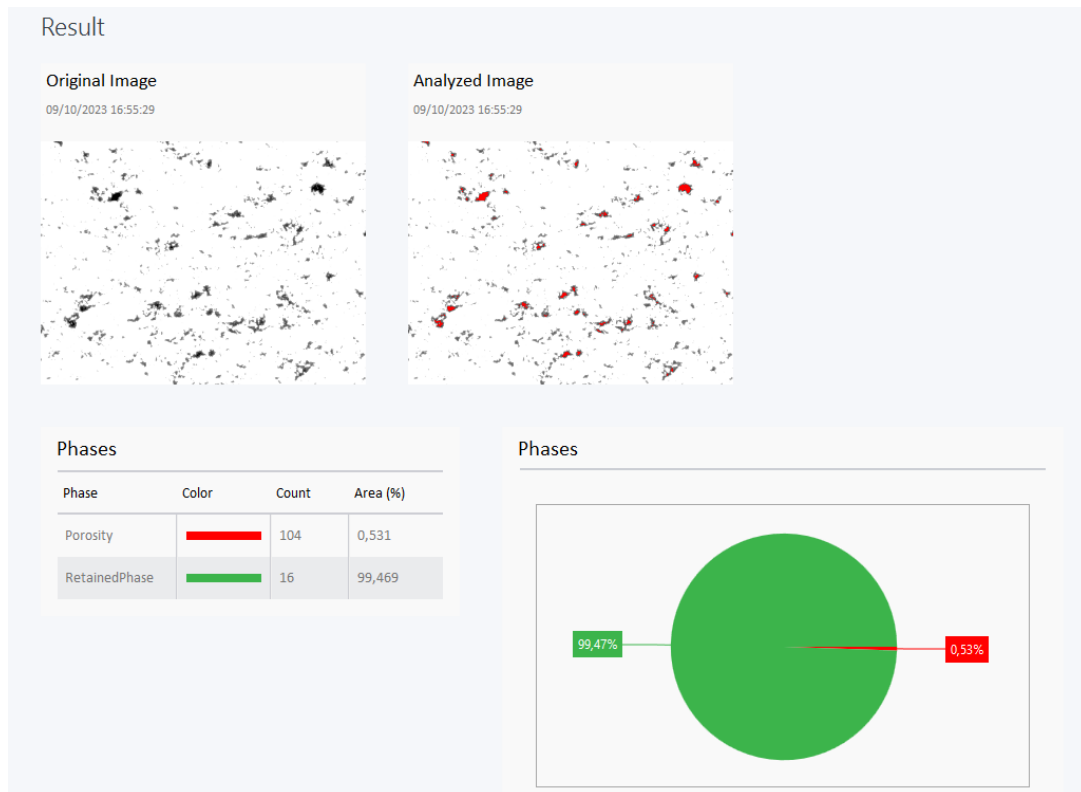 Result
Original Image
09/10/2023 16:55:29
Analyzed Image
09/10/2023 16:55:29
Phases
Phase Color Count Area (%)
Porosity 104 0,531
RetainedPhase 16 99,469
Phases
99,47%
0,53%